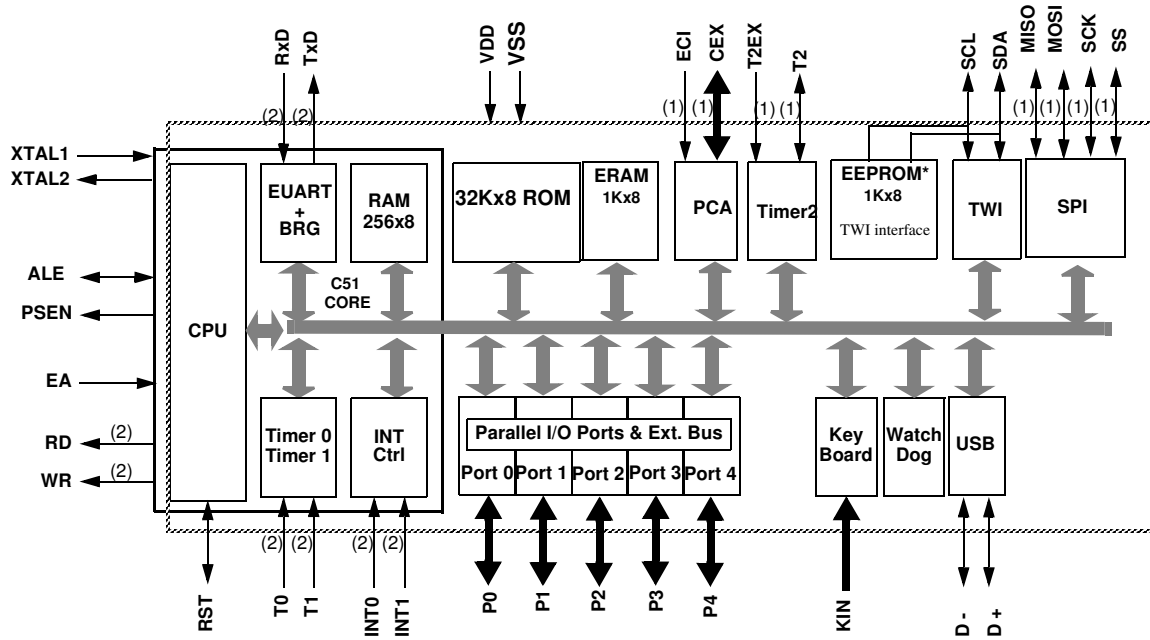 RxD
TxD
VDD
VSS
ECI
CEX
T2EX
T2
SCL
SDA
MISO
MOSI
SCK
SS
(2)
(2)
(1)
(1)
(1)
(1)
(1)
(1)
(1)
(1)
XTAL1
XTAL2
ALE
PSEN
EA
RD
(2)
WR
(2)
CPU
EUART
+
BRG
RAM
256x8
C51
CORE
32Kx8 ROM
ERAM
1Kx8
PCA
Timer2
EEPROM*
1Kx8
TWI interface
TWI
SPI
Timer 0
Timer 1
INT
Ctrl
Parallel I/O Ports & Ext. Bus
Port 0
Port 1
Port 2
Port 3
Port 4
Key
Board
Watch
Dog
USB
(2)
(2)
(2)
(2)
RST
T0
T1
INT0
INT1
P0
P1
P2
P3
P4
KIN
D -
D +